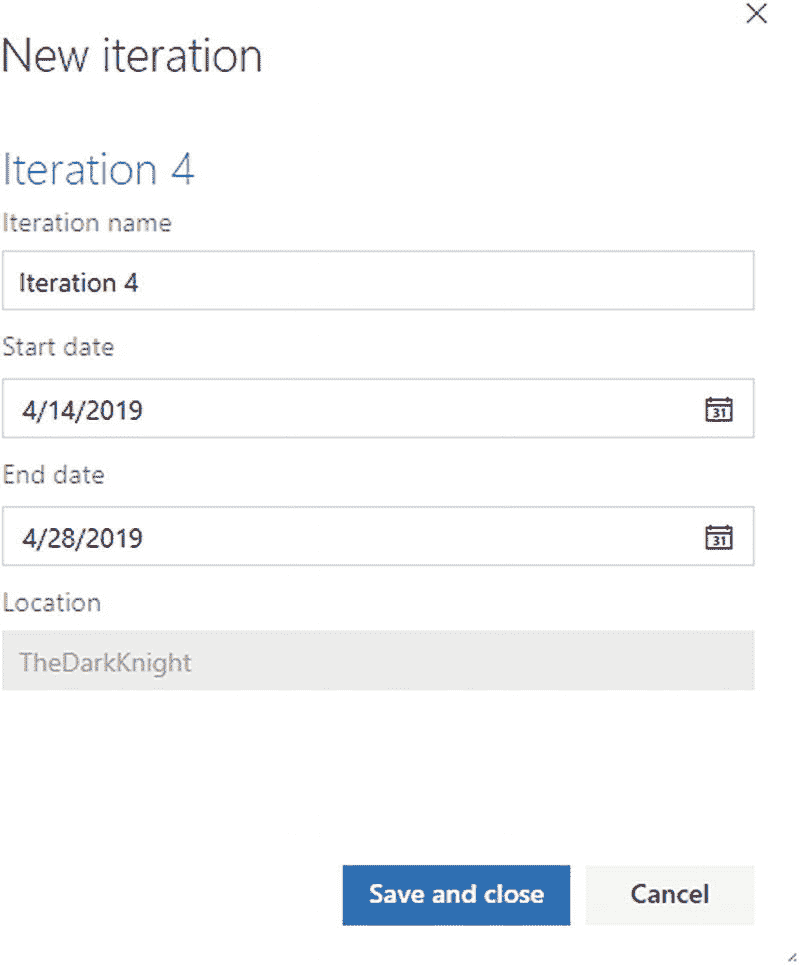 New iteration
Iteration 4
Iteration name
Iteration 4
Start date
4/14/2019
31
End date
4/28/2019
31
Location
TheDarkKnight
Save and close
Cancel